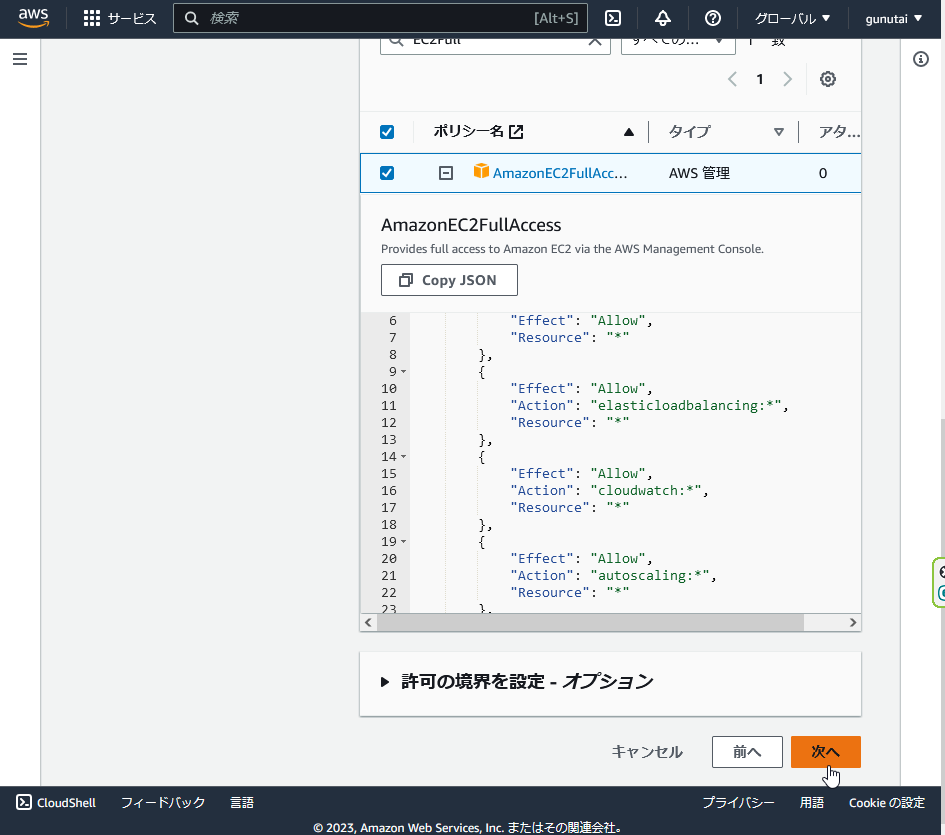 aws サービス 検索 [Alt+S] グローバル ▼ gunutai ▼
EC2Full すべての... 1 一致
1
ポリシー名 ▲ タイプ ▽ アタ...
AmazonEC2FullAcc... AWS 管理 0
AmazonEC2FullAccess
Provides full access to Amazon EC2 via the AWS Management Console.
Copy JSON
6 "Effect": "Allow",
7 "Resource": "*"
8 },
9 {
10 "Effect": "Allow",
11 "Action": "elasticloadbalancing:*",
12 "Resource": "*"
13 },
14 {
15 "Effect": "Allow",
16 "Action": "cloudwatch:*",
17 "Resource": "*"
18 },
19 {
20 "Effect": "Allow",
21 "Action": "autoscaling:*",
22 "Resource": "*"
23 },
許可の境界を設定 - オプション
キャンセル 前へ 次へ
CloudShell フィードバック 言語 プライバシー 用語 Cookie の設定
© 2023, Amazon Web Services, Inc. またはその関連会社。